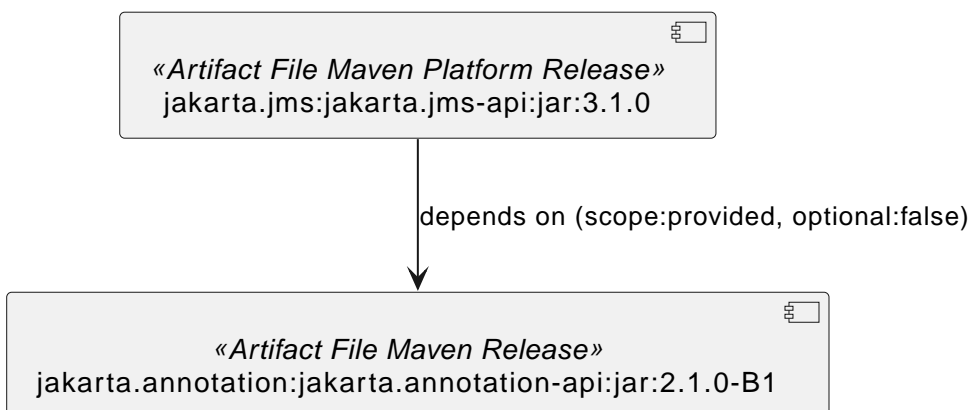 «Artifact File Maven Platform Release»
jakarta.jms:jakarta.jms-api:jar:3.1.0
depends on (scope:provided, optional:false)
«Artifact File Maven Release»
jakarta.annotation:jakarta.annotation-api:jar:2.1.0-B1